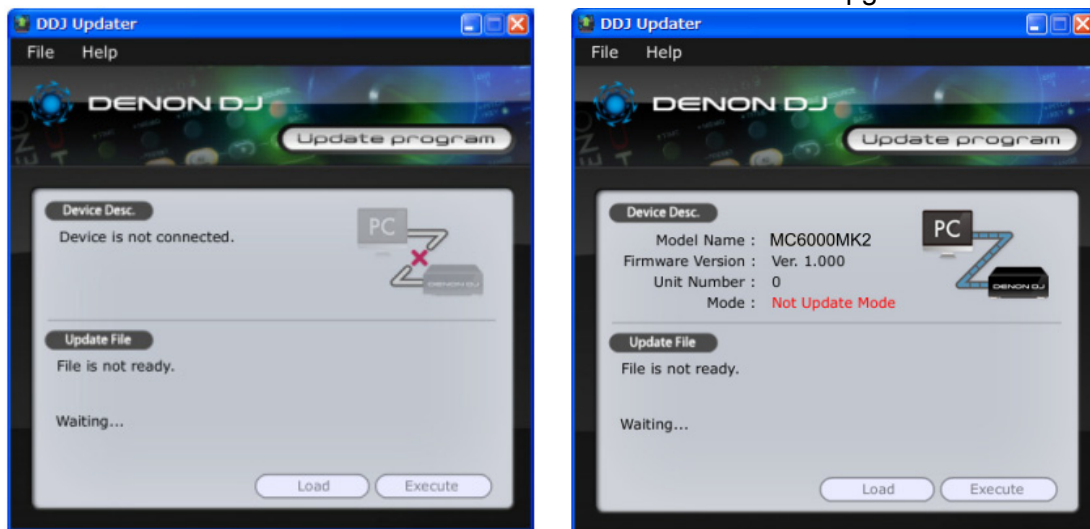 pg
DDJ Updater
File Help
DENON DJ
Update program
Device Desc.
Device is not connected.
PC
DENON DJ
Update File
File is not ready.
Waiting...
Load Execute
DDJ Updater
File Help
DENON DJ
Update program
Device Desc.
Model Name : MC6000MK2
Firmware Version : Ver. 1.000
Unit Number : 0
Mode : Not Update Mode
PC
DENON DJ
Update File
File is not ready.
Waiting...
Load Execute